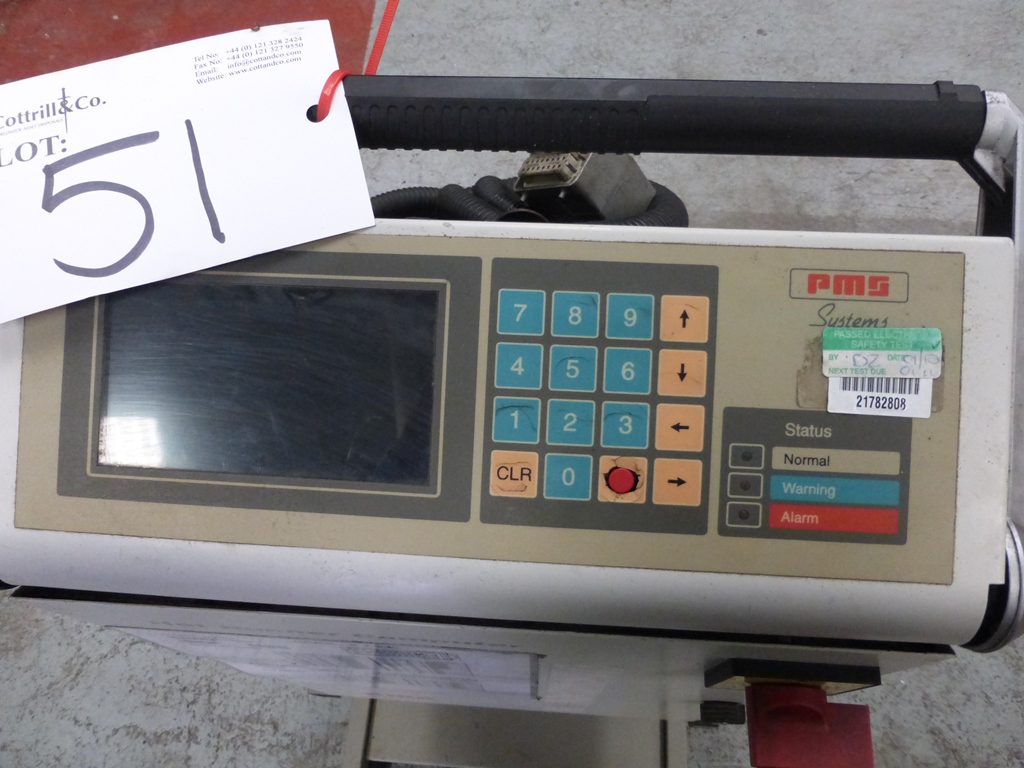 Tel No: +44 (0) 121 328 2424
Fax No: +44 (0) 121 327 9550
Email: info@cottandco.com
Website: www.cottandco.com
Cottrill&Co.
LOT:
51
PMS
Systems
PASSED
SAFETY
BY DATE
NEXT TEST DUE
21782808
7 8 9 ↑
4 5 6 ↓
1 2 3 ←
CLR 0 →
Status
Normal
Warning
Alarm